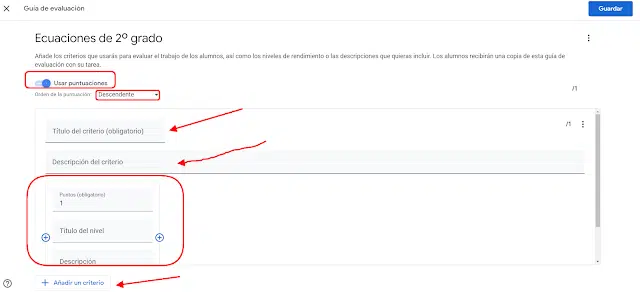 Guía de evaluación
Guardar
Ecuaciones de 2º grado
Añade los criterios que usarás para evaluar el trabajo de los alumnos, así como los niveles de rendimiento o las descripciones que quieras incluir. Los alumnos recibirán una copia de esta guía de
evaluación con su tarea.
Usar puntuaciones
/1
Orden de la puntuación: Descendente
Título del criterio (obligatorio)
/1
Descripción del criterio
Puntos (obligatorio)
1
Título del nivel
Descripción
+ Añadir un criterio